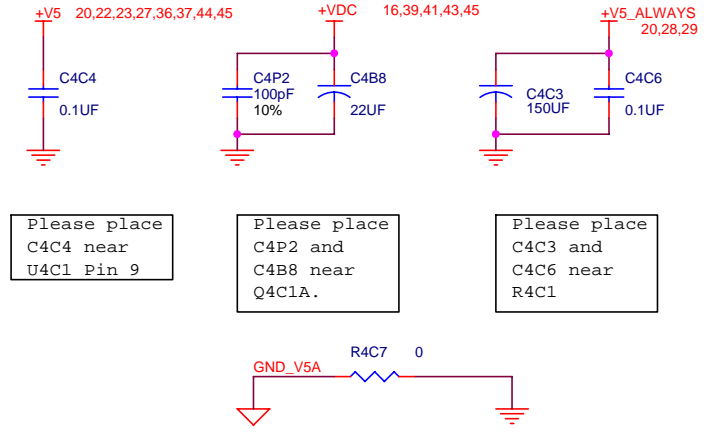 +V5 20,22,23,27,36,37,44,45
+VDC 16,39,41,43,45
+V5_ALWAYS
20,28,29
C4C4
0.1UF
C4P2
100pF
10%
C4B8
22UF
C4C3
150UF
C4C6
0.1UF
Please place
C4C4 near
U4C1 Pin 9
Please place
C4P2 and
C4B8 near
Q4C1A.
Please place
C4C3 and
C4C6 near
R4C1
R4C7 0
GND_V5A